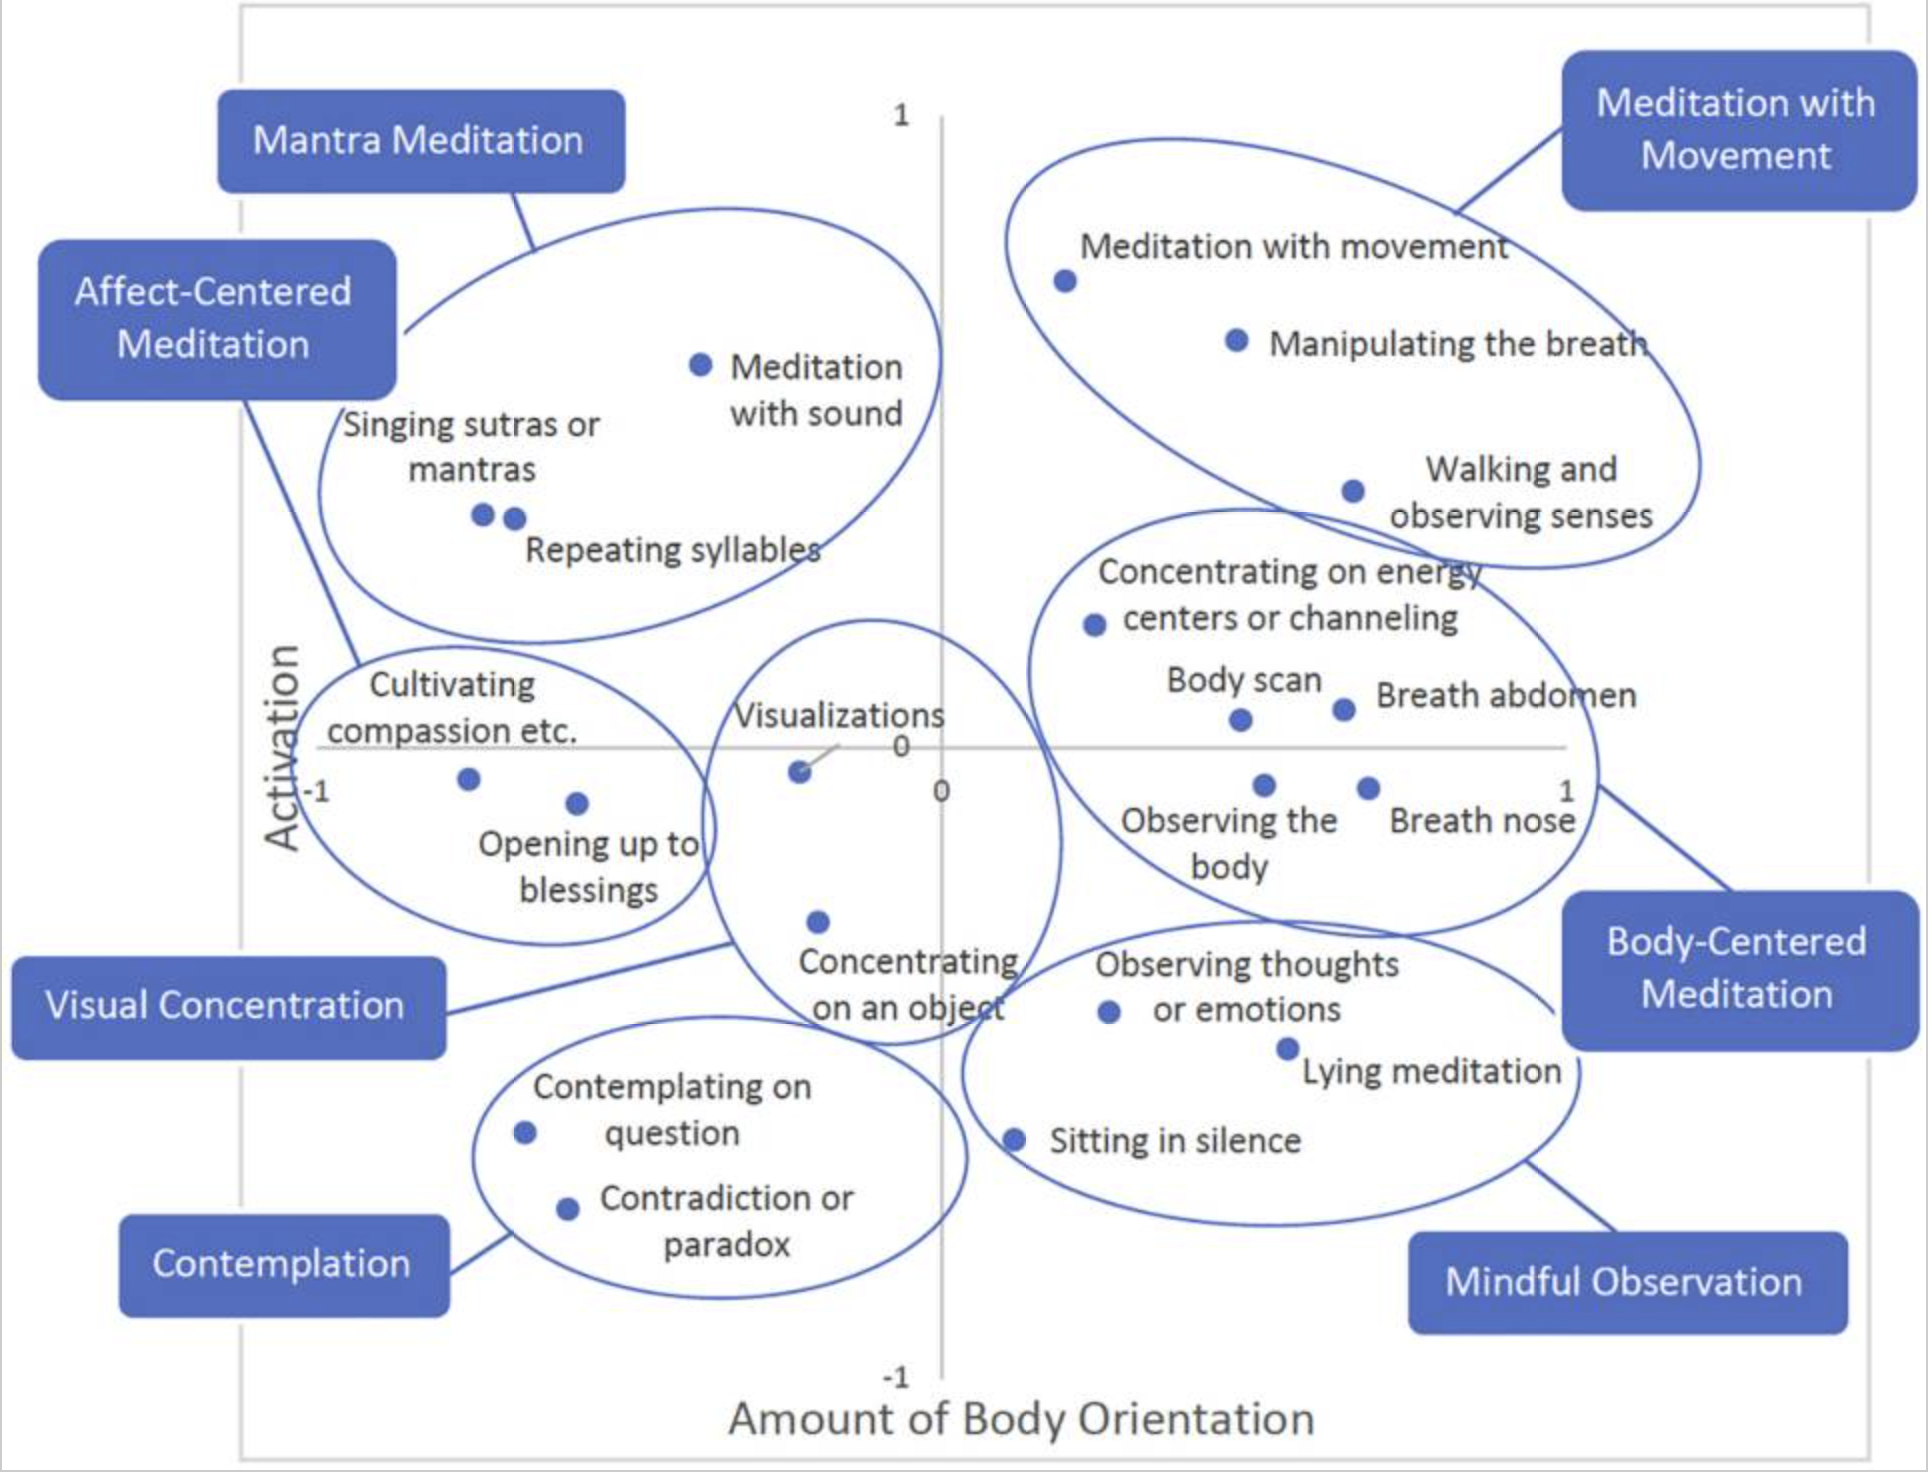 Mantra Meditation
Affect-Centered
Meditation
Meditation with
Movement
1
Meditation with movement
Manipulating the breath
Walking and
observing senses
Meditation
with sound
Singing sutras or
mantras
Repeating syllables
Concentrating on energy
centers or channeling
Body scan
Breath abdomen
Observing the
body
Breath nose
Cultivating
compassion etc.
Opening up to
blessings
Visualizations
0
Activation
-1
0
1
Concentrating
on an object
Visual Concentration
Body-Centered
Meditation
Observing thoughts
or emotions
Lying meditation
Sitting in silence
Contemplating on
question
Contradiction or
paradox
Contemplation
Mindful Observation
-1
Amount of Body Orientation